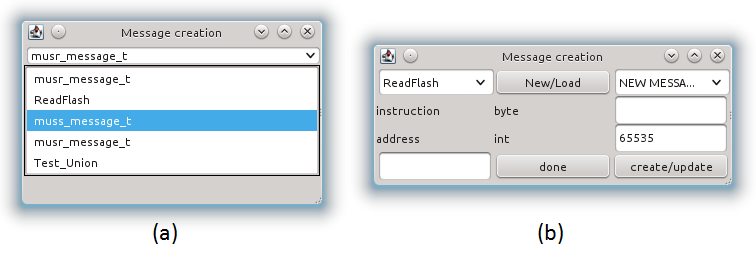 Message creation
musr_message_t
musr_message_t
ReadFlash
muss_message_t
musr_message_t
Test_Union
(a)
Message creation
ReadFlash New/Load NEW MESSA...
instruction byte
address int 65535
done create/update
(b)